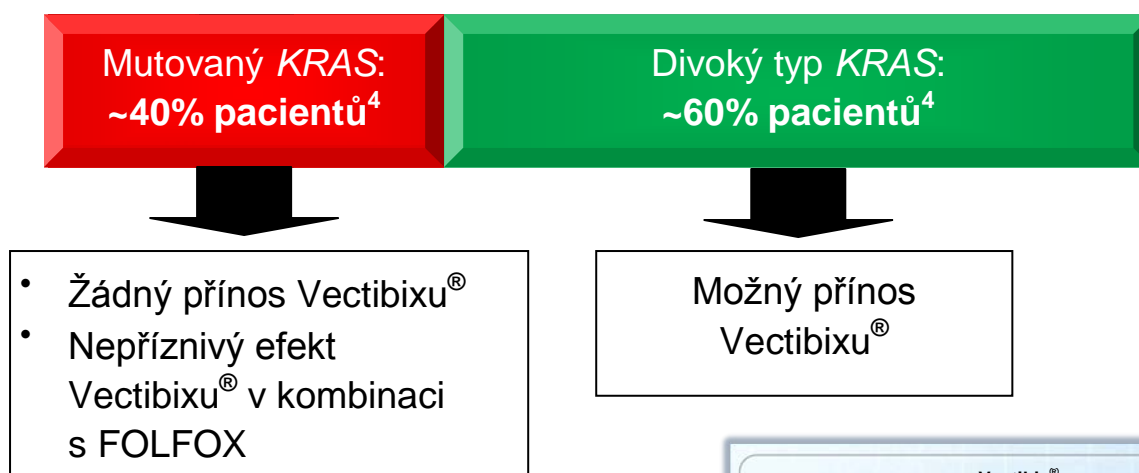 Mutovaný KRAS:
~40% pacientů⁴
Divoký typ KRAS:
~60% pacientů⁴
• Žádný přínos Vectibixu®
• Nepříznivý efekt
Vectibixu® v kombinaci
s FOLFOX
Možný přínos
Vectibixu®